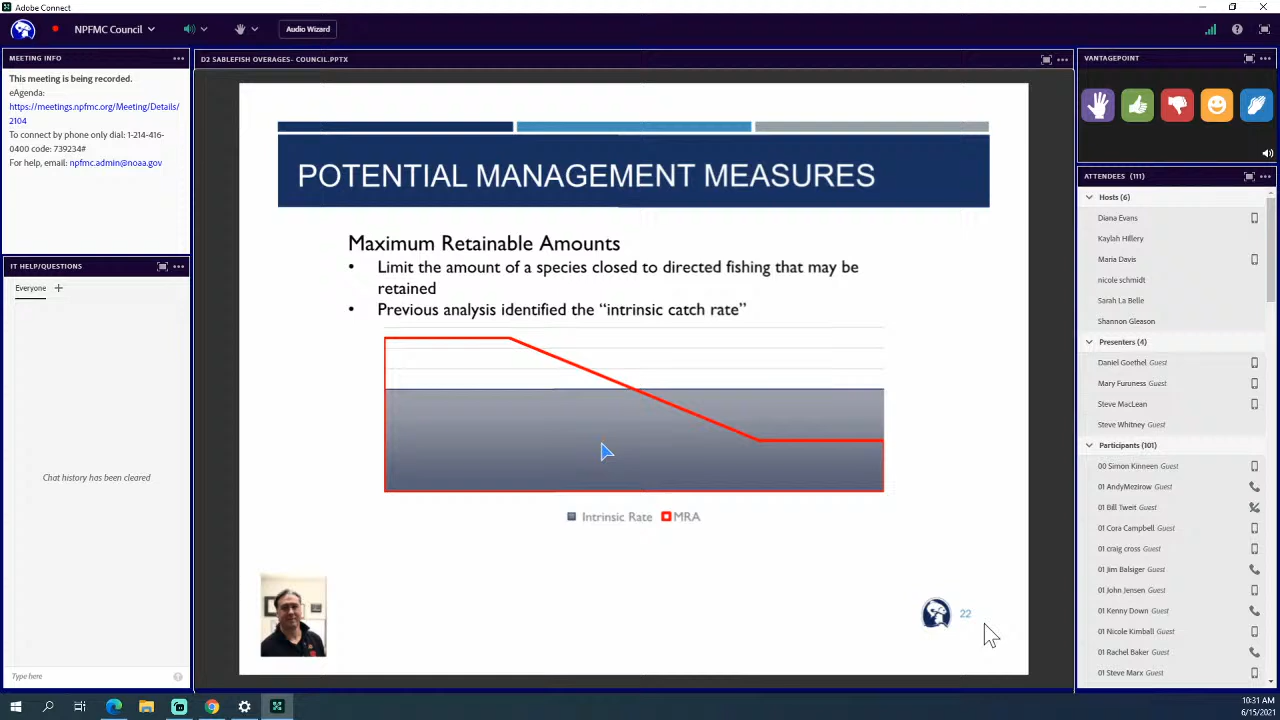 Adobe Connect
NPFMC Council
Audio Wizard
MEETING INFO
This meeting is being recorded.
eAgenda:
https://meetings.npfmc.org/Meeting/Details/
2104
To connect by phone only dial: 1-214-416-
0400 code: 739234#
For help, email: npfmc.admin@noaa.gov
IT HELP/QUESTIONS
Everyone
Chat history has been cleared
Type here
D2 SABLEFISH OVERAGES- COUNCIL.PPTX
POTENTIAL MANAGEMENT MEASURES
Maximum Retainable Amounts
• Limit the amount of a species closed to directed fishing that may be
retained
• Previous analysis identified the “intrinsic catch rate”
Intrinsic Rate MRA
22
VANTAGEPOINT
ATTENDEES (111)
Hosts (6)
Diana Evans
Kaylah Hillery
Maria Davis
nicole schmidt
Sarah La Belle
Shannon Gleason
Presenters (4)
Daniel Goethel Guest
Mary Furuness Guest
Steve MacLean
Steve Whitney Guest
Participants (101)
00 Simon Kinneen Guest
01 AndyMezirow Guest
01 Bill Tweit Guest
01 Cora Campbell Guest
01 craig cross Guest
01 Jim Balsiger Guest
01 John Jensen Guest
01 Kenny Down Guest
01 Nicole Kimball Guest
01 Rachel Baker Guest
01 Steve Marx Guest
10:31 AM
6/15/2021